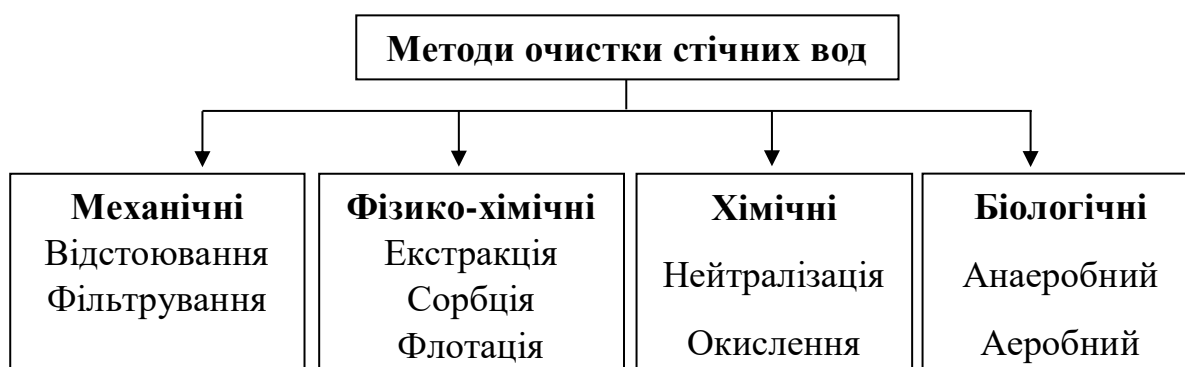 Методи очистки стічних вод
Механічні
Відстоювання
Фільтрування
Фізико-хімічні
Екстракція
Сорбція
Флотація
Хімічні
Нейтралізація
Окислення
Біологічні
Анаеробний
Аеробний